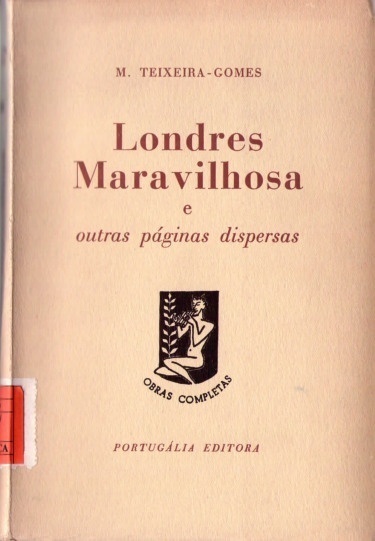 M. TEIXEIRA-GOMES
Londres
Maravilhosa
e
outras páginas dispersas
OBRAS COMPLETAS
PORTUGÁLIA EDITORA